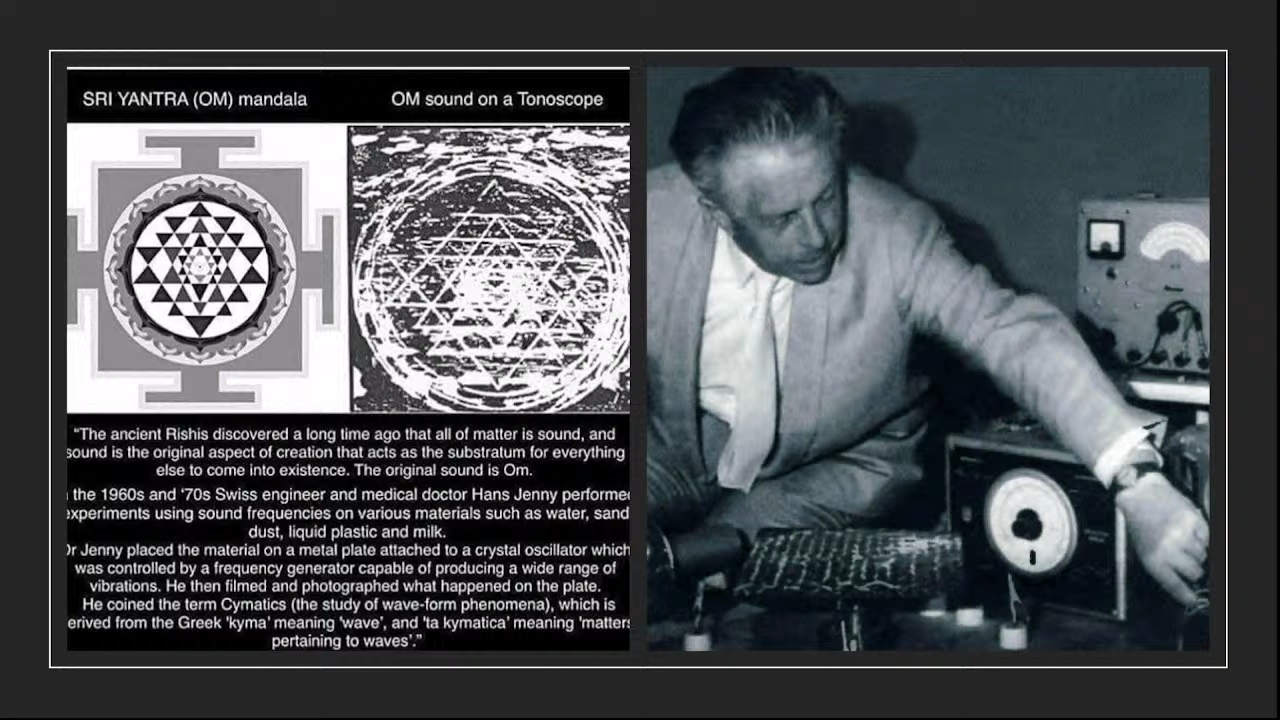 SRI YANTRA (OM) mandala
OM sound on a Tonoscope
“The ancient Rishis discovered a long time ago that all of matter is sound, and
sound is the original aspect of creation that acts as the substratum for everything
else to come into existence. The original sound is Om.
the 1960s and ‘70s Swiss engineer and medical doctor Hans Jenny performed
experiments using sound frequencies on various materials such as water, sand
dust, liquid plastic and milk.
Dr Jenny placed the material on a metal plate attached to a crystal oscillator which
was controlled by a frequency generator capable of producing a wide range of
vibrations. He then filmed and photographed what happened on the plate.
He coined the term Cymatics (the study of wave-form phenomena), which is
erived from the Greek 'kyma' meaning 'wave', and 'ta kymatica' meaning 'matters
pertaining to waves'.”